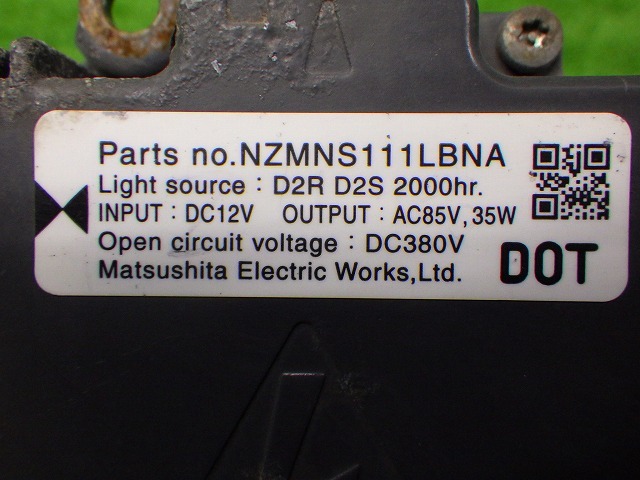 Parts no.NZMNS111LBNA
Light source : D2R D2S 2000hr.
INPUT : DC12V OUTPUT : AC85V, 35W
Open circuit voltage : DC380V
Matsushita Electric Works,Ltd.
DOT